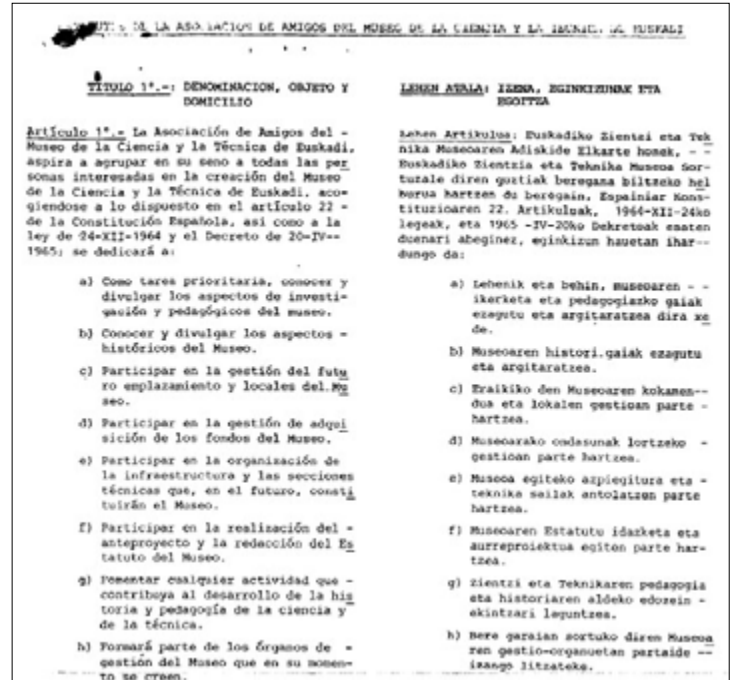 DE LA ASOCIACION DE AMIGOS DEL MUSEO DE LA CIENCIA Y LA TECNICA DE EUSKADI
TITULO 1º.-: DENOMINACION, OBJETO Y
DOMICILIO
Artículo 1º.- La Asociación de Amigos del -
Museo de la Ciencia y la Técnica de Euskadi,
aspira a agrupar en su seno a todas las per
sonas interesadas en la creación del Museo
de la Ciencia y la Técnica de Euskadi, aco-
giendose a lo dispuesto en el artículo 22 -
de la Constitución Española, asi como a la
ley de 24-XII-1964 y el Decreto de 20-IV--
1965; se dedicará a:
a) Como tarea prioritaria, conocer y
divulgar los aspectos de investi-
gación y pedagógicos del museo.
b) Conocer y divulgar los aspectos -
históricos del Museo.
c) Participar en la gestión del futu
ro emplazamiento y locales del Mu
seo.
d) Participar en la gestión de adqui
sición de los fondos del Museo.
e) Participar en la organización de
la infraestructura y las secciones
técnicas que, en el futuro, consti
tuirán el Museo.
f) Participar en la realización del -
anteproyecto y la redacción del Es
tatuto del Museo.
g) Fomentar cualquier actividad que -
contribuya al desarrollo de la his
toria y pedagogía de la ciencia y
de la técnica.
h) Formará parte de los órganos de -
gestión del Museo que en su momen-
to se creen.
LEHEN ATALA: IZENA, EGINKIZUNAK ETA
EGOITZA
Lehen Artikulua: Euskadiko Zientzi eta Tek
nika Museoaren Adiskide Elkarte honek, - -
Euskadiko Zientzia eta Teknika Museoa Sor-
tuzale diren guztiak beregana biltzeko hel
burua hartzen du beregain, Espainiar Kons-
tituzioaren 22. Artikuluak, 1964-XII-24ko
legeak, eta 1965 -IV-20ko Dekretoak esaten
duenari abeginez, eginkizun hauetan ihar--
dungo da:
a) Lehenik eta behin, museoaren - -
ikerketa eta pedagogiazko gaiak
ezagutu eta argitaratzea dira xe
de.
b) Museoaren histori.gaiak ezagutu
eta argitaratzea.
c) Eraikiko den Museoaren kokamen--
dua eta lokalen gestioan parte -
hartzea.
d) Museoarako ondasunak lortzeko -
gestioan parte hartzea.
e) Museoa egiteko azpiegitura eta -
teknika sailak antolatzen parte
hartzea.
f) Museoaren Estatutu idazketa eta
aurreproiektua egiten parte har-
tzea.
g) Zientzi eta Teknikaren pedagogia
eta historiaren aldeko edozein -
ekintzari laguntzea.
h) Bere garaian sortuko diren Museoa
ren gestio-organuetan partaide --
izango litzateke.